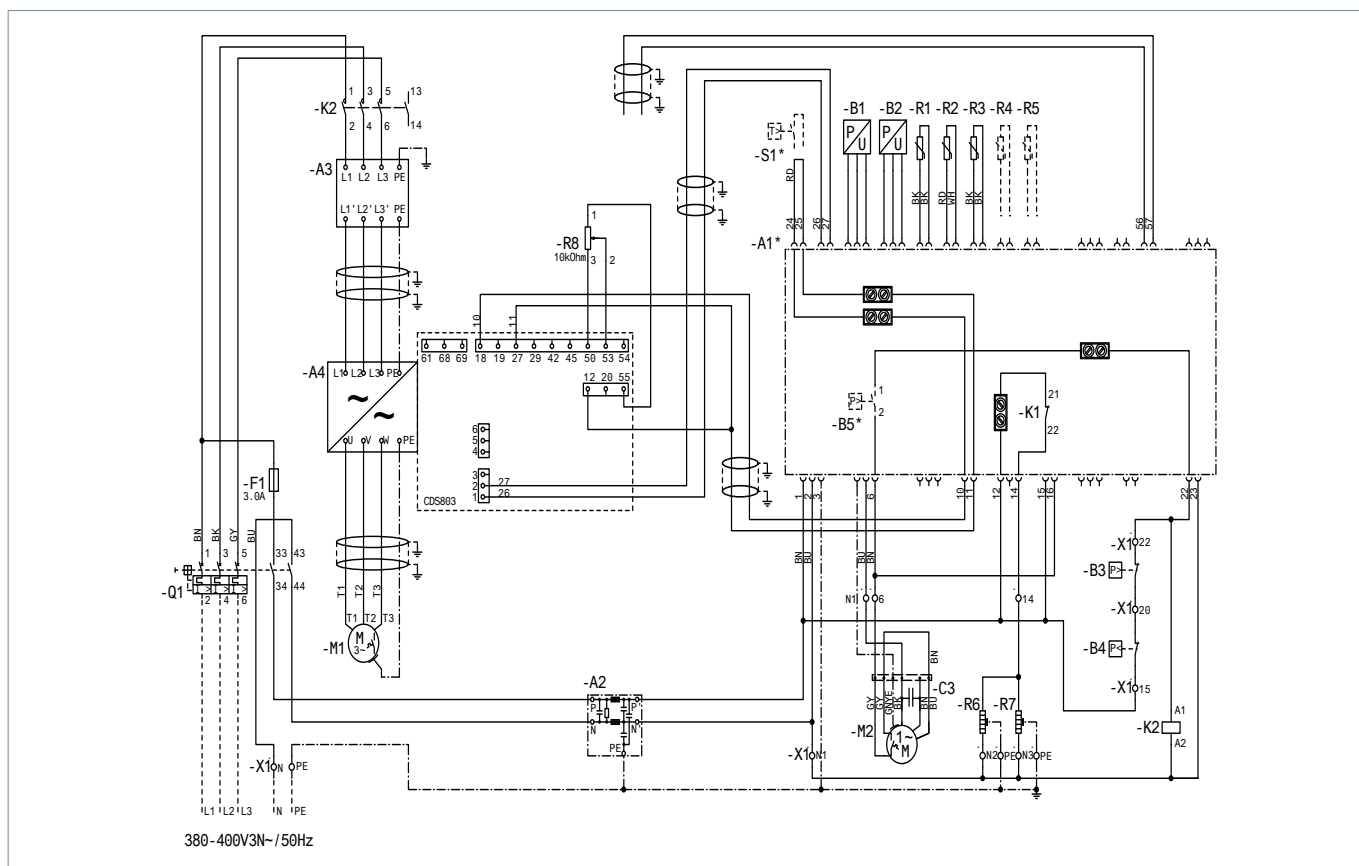 1 3 5 13
-K2
2 4 6 14
-A3
L1 L2 L3 PE
L1' L2' L3' PE
-A4
L1 L2 L3 PE
~
~
U V W PE
T1 T2 T3
T1 T2 T3
-M1
M
3~
-F1
3.0A
BN BK GY BU
1 3 5 33 43
I> I> I>
-Q1
2 4 6 34 44
-X1 N PE
L1 L2 L3 N PE
380-400V3N~/50Hz
1
-R8
10kOhm
3 2
10 11
61 68 69 18 19 27 29 42 45 50 53 54
12 20 55
6
5
4
3
2 27
1 26
CDS803
-A2
P P'
N N'
PE
T>
-S1*
RD
-B1 -B2 -R1 -R2 -R3 -R4 -R5
P
U
P
U
BK BK RD WH BK BK
24 25 26 27 56 57
-A1*
1
P>
2
-B5*
-K1
21
22
1 2 3 6 10 11 12 14 15 16 22 23
BN BU BU BN
N1 6 14
-X1 22
-B3 P>
-X1 20
-B4 P<
-X1 15
BN
-C3
GY GY GNYE BK BN BU
-M2
1~
M
-X1 N1
-R6 -R7
N2 PE N3 PE
A1
-K2
A2